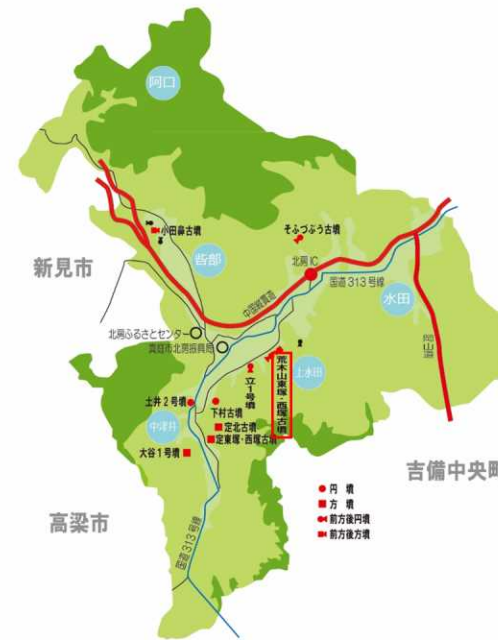 阿口
小田鼻古墳
そふづぶう古墳
呰部
北房IC
新見市
国道313号線
水田
中国縦貫道
岡山道
北房ふるさとセンター
真庭市北房振興局
上水田
荒木山東塚・西塚古墳
立1号墳
土井2号墳
下村古墳
中津井
定北古墳
定東塚・西塚古墳
大谷1号墳
吉備中央町
円 墳
方 墳
前方後円墳
前方後方墳
高梁市
国道313号線